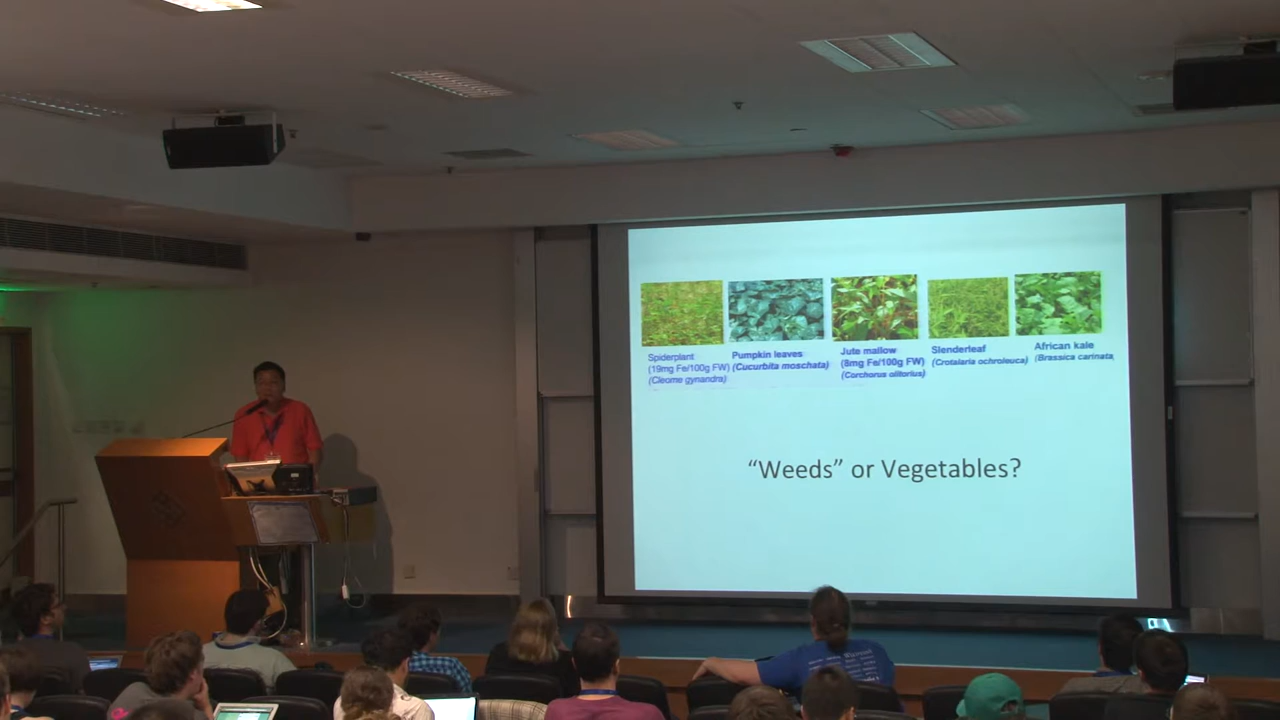 Spiderplant
(19mg Fe/100g FW)
(Cleome gynandra)
Pumpkin leaves
(Cucurbita moschata)
Jute mallow
(8mg Fe/100g FW)
(Corchorus olitorius)
Slenderleaf
(Crotalaria ochroleuca)
African kale
(Brassica carinata,
“Weeds” or Vegetables?